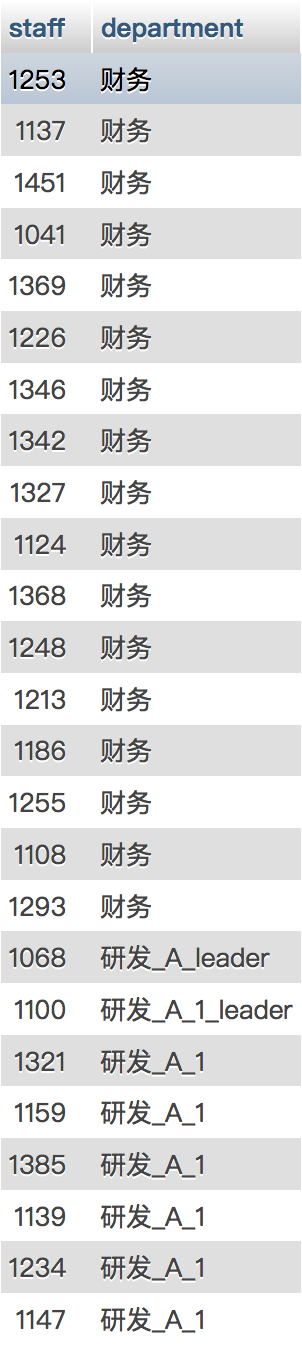 staff department
1253 财务
1137 财务
1451 财务
1041 财务
1369 财务
1226 财务
1346 财务
1342 财务
1327 财务
1124 财务
1368 财务
1248 财务
1213 财务
1186 财务
1255 财务
1108 财务
1293 财务
1068 研发_A_leader
1100 研发_A_1_leader
1321 研发_A_1
1159 研发_A_1
1385 研发_A_1
1139 研发_A_1
1234 研发_A_1
1147 研发_A_1